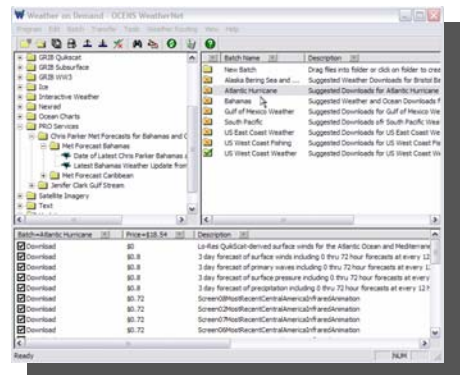 Weather on Demand - OCENS WeatherNet
Program Edit Batch Transfer Tools Weather Routing View Help
GRIB Quikscat
GRIB Subsurface
GRIB WW3
Ice
Interactive Weather
Nexrad
Ocean Charts
PRO Services
Chris Parker Met Forecasts for Bahamas and C
Met Forecast Bahamas
Date of Latest Chris Parker Bahamas a
Latest Bahamas Weather Update from
Met Forecast Caribbean
Jenifer Clark Gulf Stream
Satellite Imagery
Text
Batch Name Description
New Batch Drag files into folder or click on folder to crea
Alaska Bering Sea and ... Suggested Weather Downloads for Bristol Ba
Atlantic Hurricane Suggested Downloads for Atlantic Hurricane
Bahamas Suggested Weather and Ocean Downloads f
Gulf of Mexico Weather Suggested Downloads for Gulf of Mexico We
South Pacific Suggested Downloads ofr South Pacific Wea
US East Coast Weather Suggested Downloads for US East Coast We
US West Coast Fishing Suggested Downloads for US West Coast Fis
US West Coast Weather Suggested Downloads for US West Coast We
Batch=Atlantic Hurricane Price=$18.54 Description
Download $0 Lo-Res QuikScat-derived surface winds for the Atlantic Ocean and Mediterrane
Download $0.8 3 day forecast of surface winds including 0 thru 72 hour forecasts at every 12
Download $0.8 3 day forecast of primary waves including 0 thru 72 hour forecasts at every 1
Download $0.8 3 day forecast of surface pressure including 0 thru 72 hour forecasts at every
Download $0.8 3 day forecast of precipitation including 0 thru 72 hour forecasts at every 12 h
Download $0.72 Screen08MostRecentCentralAmericaInfraredAnimation
Download $0.72 Screen07MostRecentCentralAmericaInfraredAnimation
Download $0.72 Screen06MostRecentCentralAmericaInfraredAnimation
Ready NUM